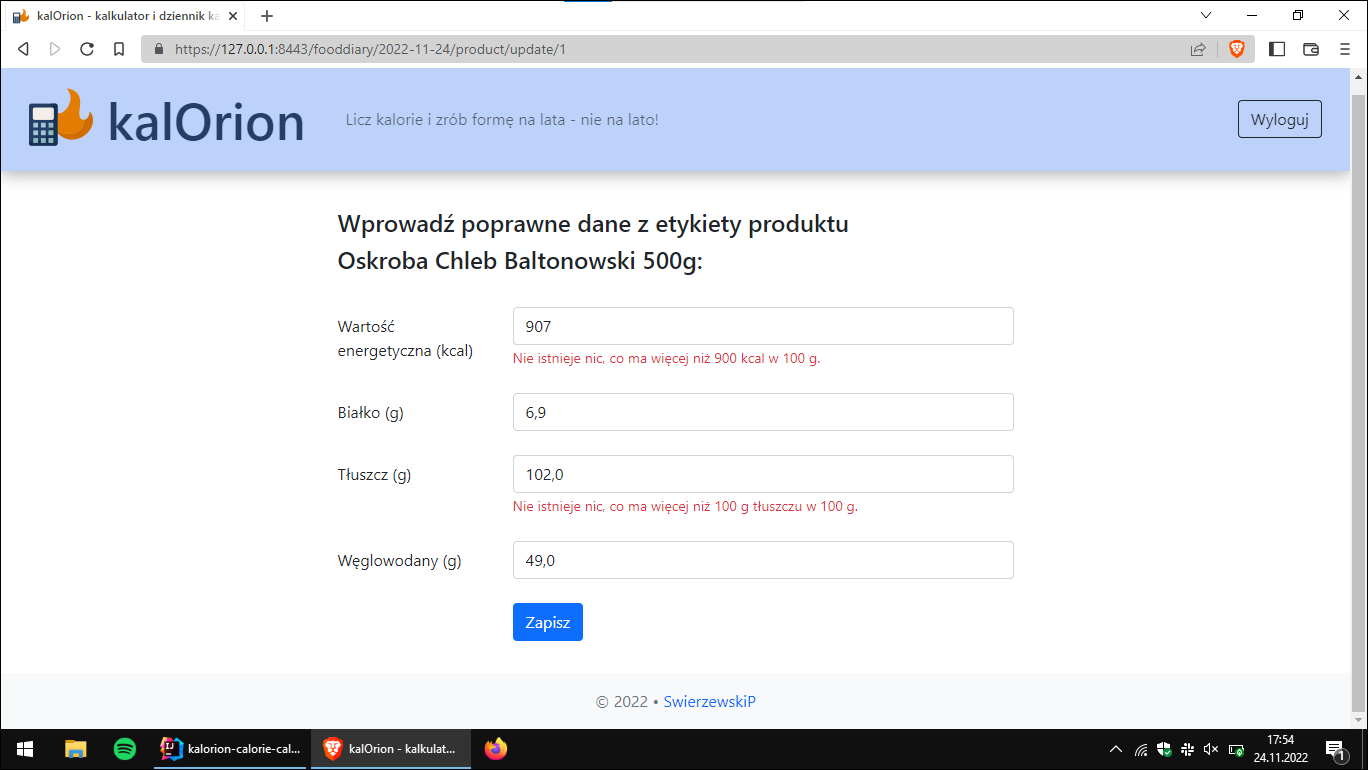 kalOrion - kalkulator i dziennik ka
https://127.0.0.1:8443/fooddiary/2022-11-24/product/update/1
kalOrion
Licz kalorie i zrób formę na lata - nie na lato!
Wyloguj
Wprowadź poprawne dane z etykiety produktu
Oskroba Chleb Baltonowski 500g:
Wartość
energetyczna (kcal)
907
Nie istnieje nic, co ma więcej niż 900 kcal w 100 g.
Białko (g)
6,9
Tłuszcz (g)
102,0
Nie istnieje nic, co ma więcej niż 100 g tłuszczu w 100 g.
Węglowodany (g)
49,0
Zapisz
© 2022 • SwierzewskiP
kalorion-calorie-cal...
kalOrion - kalkulat...
17:54
24.11.2022
1